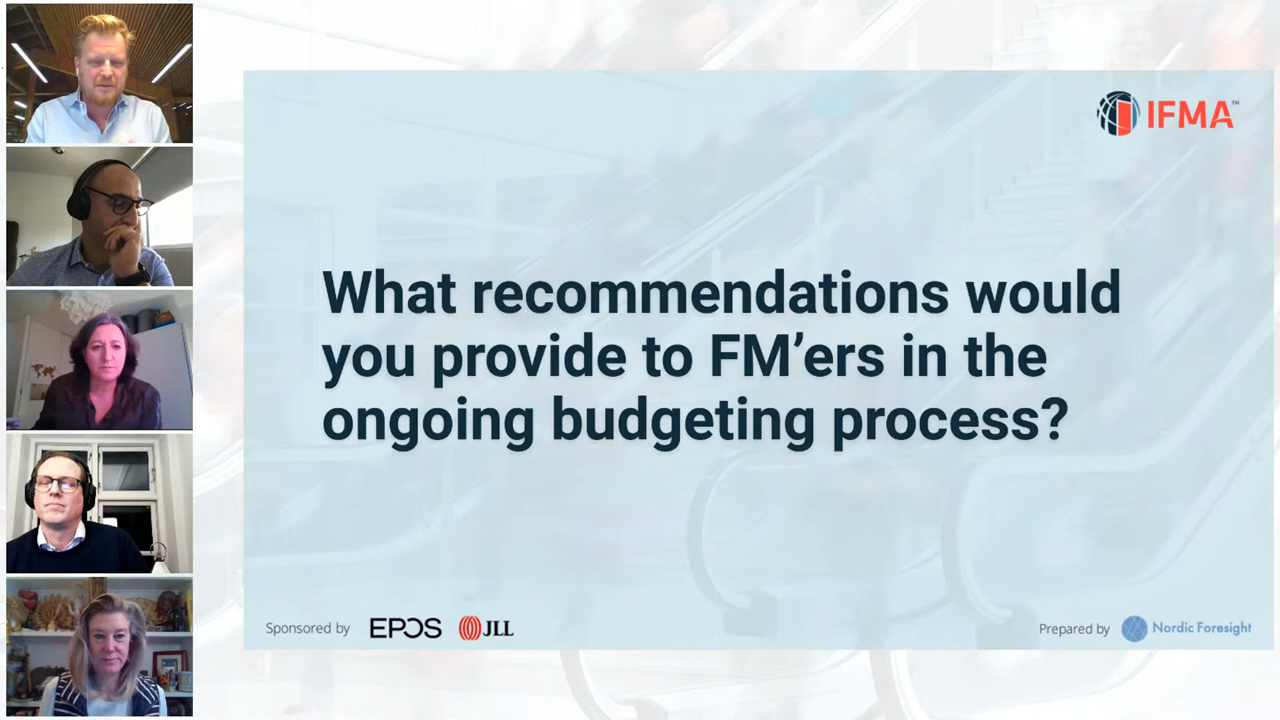 IFMA™
What recommendations would
you provide to FM’ers in the
ongoing budgeting process?
Sponsored by EPOS JLL
Prepared by Nordic Foresight